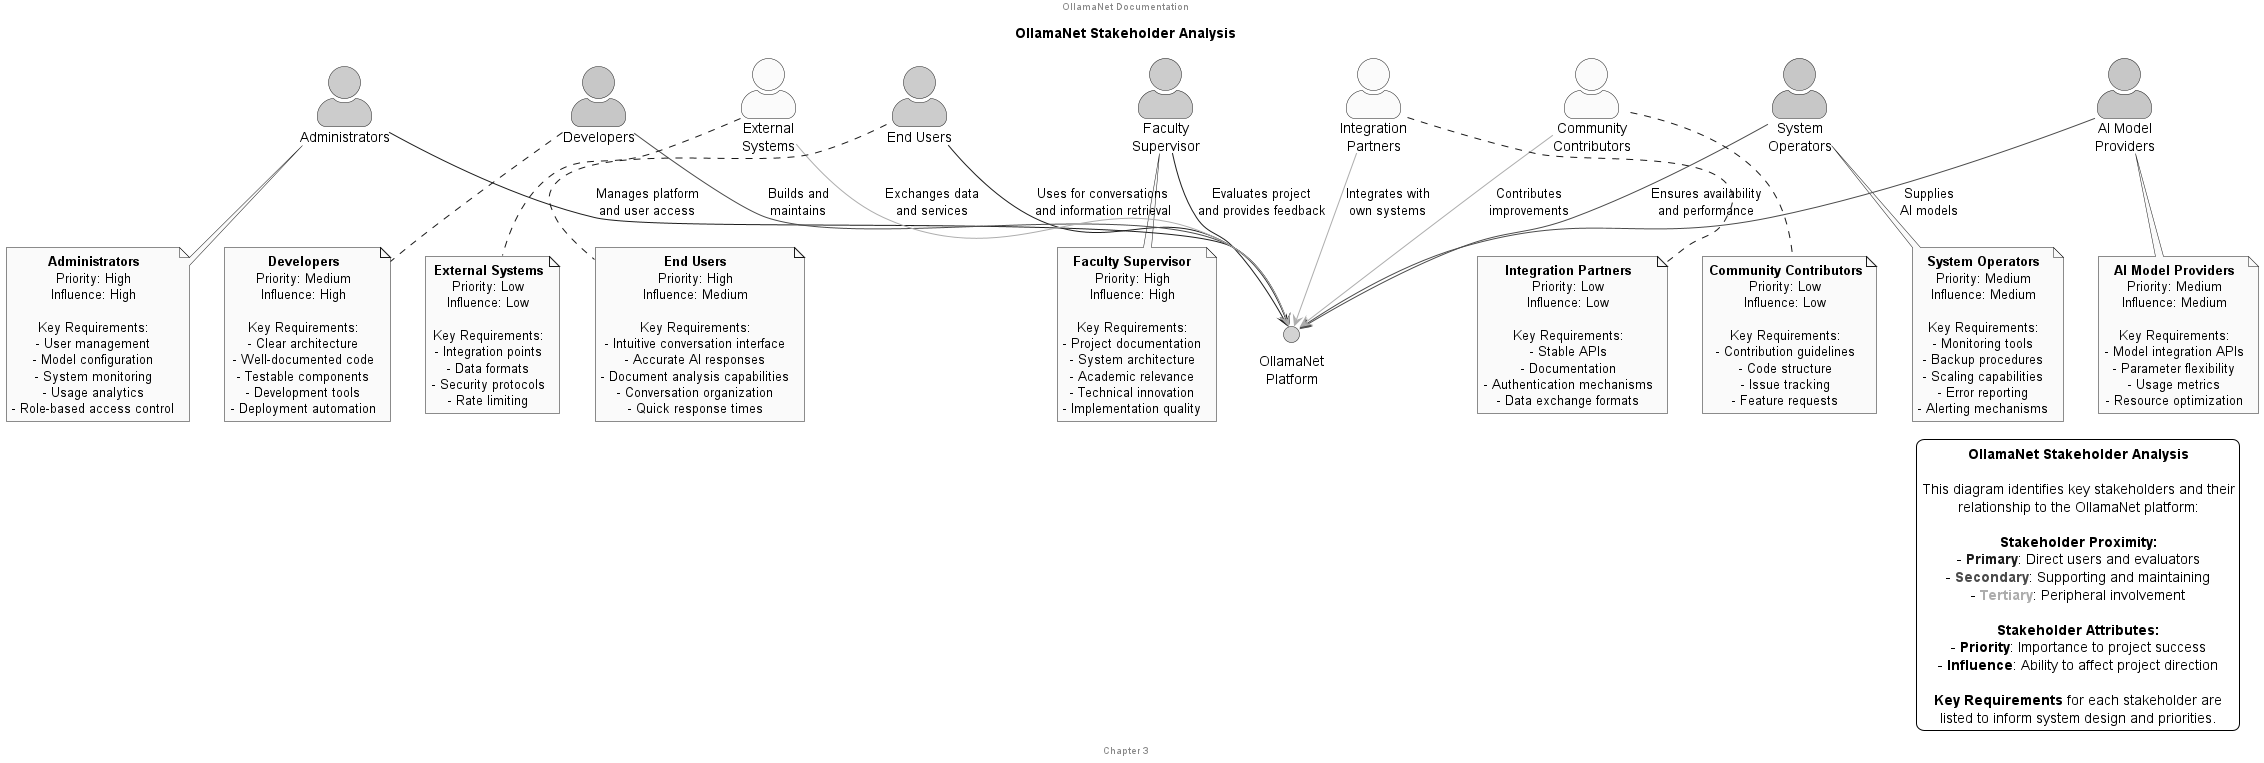 OllamaNet Documentation
OllamaNet Stakeholder Analysis
Administrators
Developers
External
Systems
End Users
Faculty
Supervisor
Integration
Partners
Community
Contributors
System
Operators
AI Model
Providers
Manages platform
and user access
Builds and
maintains
Exchanges data
and services
Uses for conversations
and information retrieval
Evaluates project
and provides feedback
Integrates with
own systems
Contributes
improvements
Ensures availability
and performance
Supplies
AI models
Administrators
Priority: High
Influence: High
Key Requirements:
- User management
- Model configuration
- System monitoring
- Usage analytics
- Role-based access control
Developers
Priority: Medium
Influence: High
Key Requirements:
- Clear architecture
- Well-documented code
- Testable components
- Development tools
- Deployment automation
External Systems
Priority: Low
Influence: Low
Key Requirements:
- Integration points
- Data formats
- Security protocols
- Rate limiting
End Users
Priority: High
Influence: Medium
Key Requirements:
- Intuitive conversation interface
- Accurate AI responses
- Document analysis capabilities
- Conversation organization
- Quick response times
Faculty Supervisor
Priority: High
Influence: High
Key Requirements:
- Project documentation
- System architecture
- Academic relevance
- Technical innovation
- Implementation quality
OllamaNet
Platform
Integration Partners
Priority: Low
Influence: Low
Key Requirements:
- Stable APIs
- Documentation
- Authentication mechanisms
- Data exchange formats
Community Contributors
Priority: Low
Influence: Low
Key Requirements:
- Contribution guidelines
- Code structure
- Issue tracking
- Feature requests
System Operators
Priority: Medium
Influence: Medium
Key Requirements:
- Monitoring tools
- Backup procedures
- Scaling capabilities
- Error reporting
- Alerting mechanisms
AI Model Providers
Priority: Medium
Influence: Medium
Key Requirements:
- Model integration APIs
- Parameter flexibility
- Usage metrics
- Resource optimization
OllamaNet Stakeholder Analysis
This diagram identifies key stakeholders and their
relationship to the OllamaNet platform:
Stakeholder Proximity:
- Primary: Direct users and evaluators
- Secondary: Supporting and maintaining
- Tertiary: Peripheral involvement
Stakeholder Attributes:
- Priority: Importance to project success
- Influence: Ability to affect project direction
Key Requirements for each stakeholder are
listed to inform system design and priorities.
Chapter 3